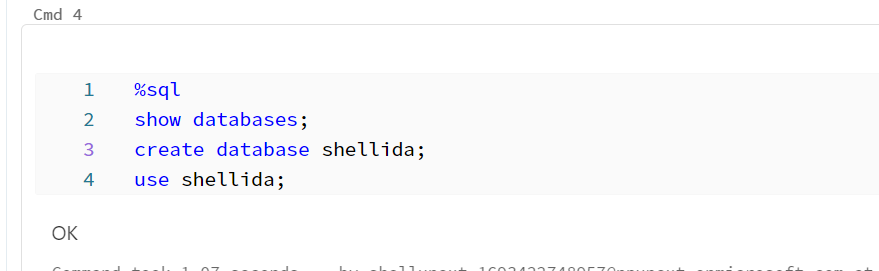 Cmd 4
1 %sql
2 show databases;
3 create database shellida;
4 use shellida;
OK